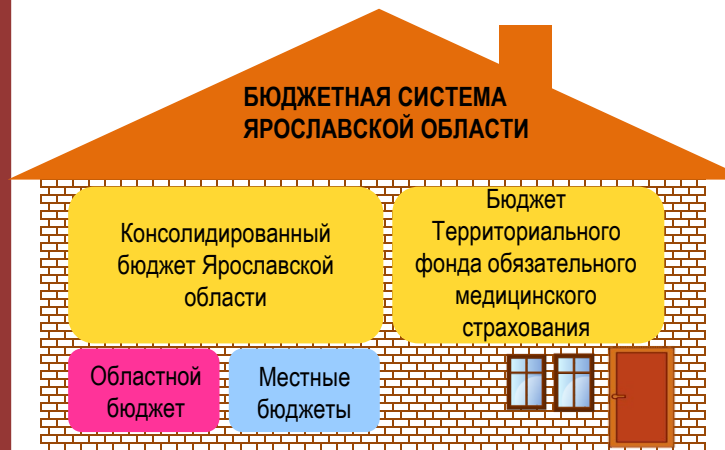 БЮДЖЕТНАЯ СИСТЕМА
ЯРОСЛАВСКОЙ ОБЛАСТИ
Консолидированный
бюджет Ярославской
области
Бюджет
Территориального
фонда обязательного
медицинского
страхования
Областной
бюджет
Местные
бюджеты